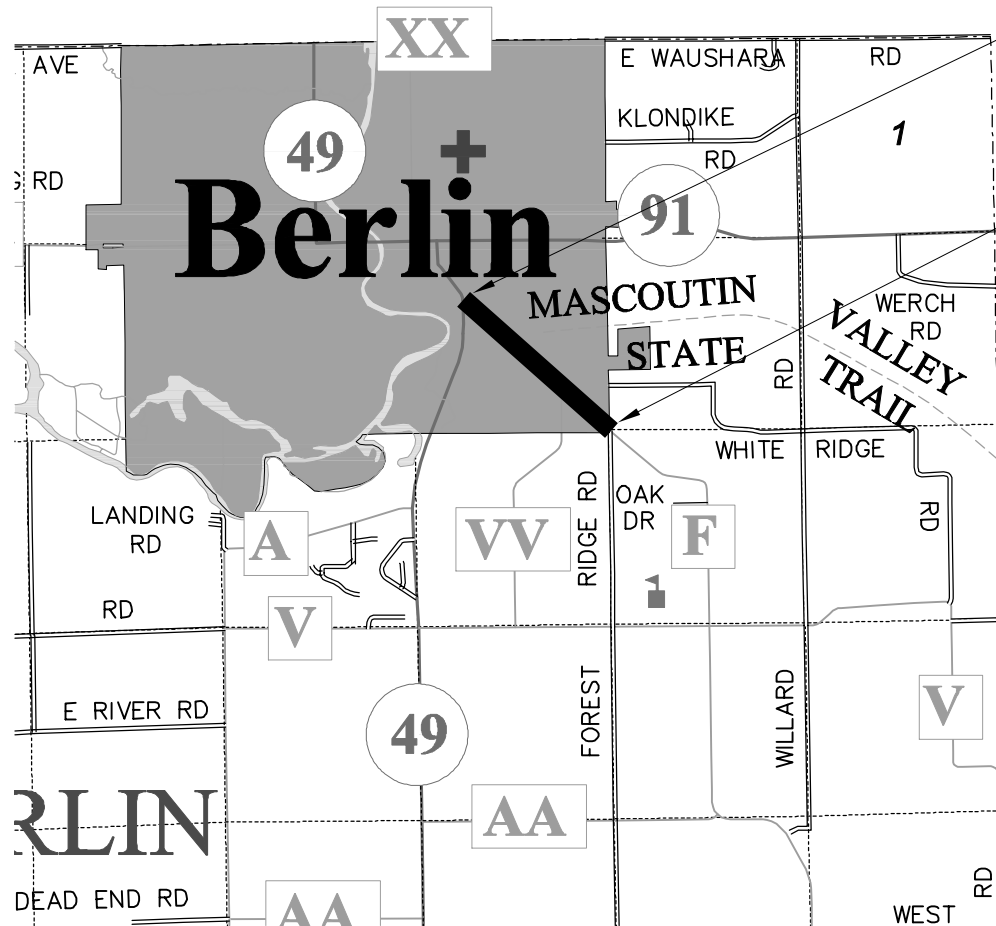 XX
AVE
E WAUSHARA
RD
KLONDIKE
RD
1
49
RD
Berlin
91
MASCOUTIN
STATE
VALLEY
TRAIL
WERCH
RD
RD
WHITE
RIDGE
RD
LANDING
RD
A
VV
RIDGE RD
OAK
DR
F
RD
V
E RIVER RD
49
FOREST
WILLARD
V
RLIN
AA
DEAD END RD
AA
RD
WEST